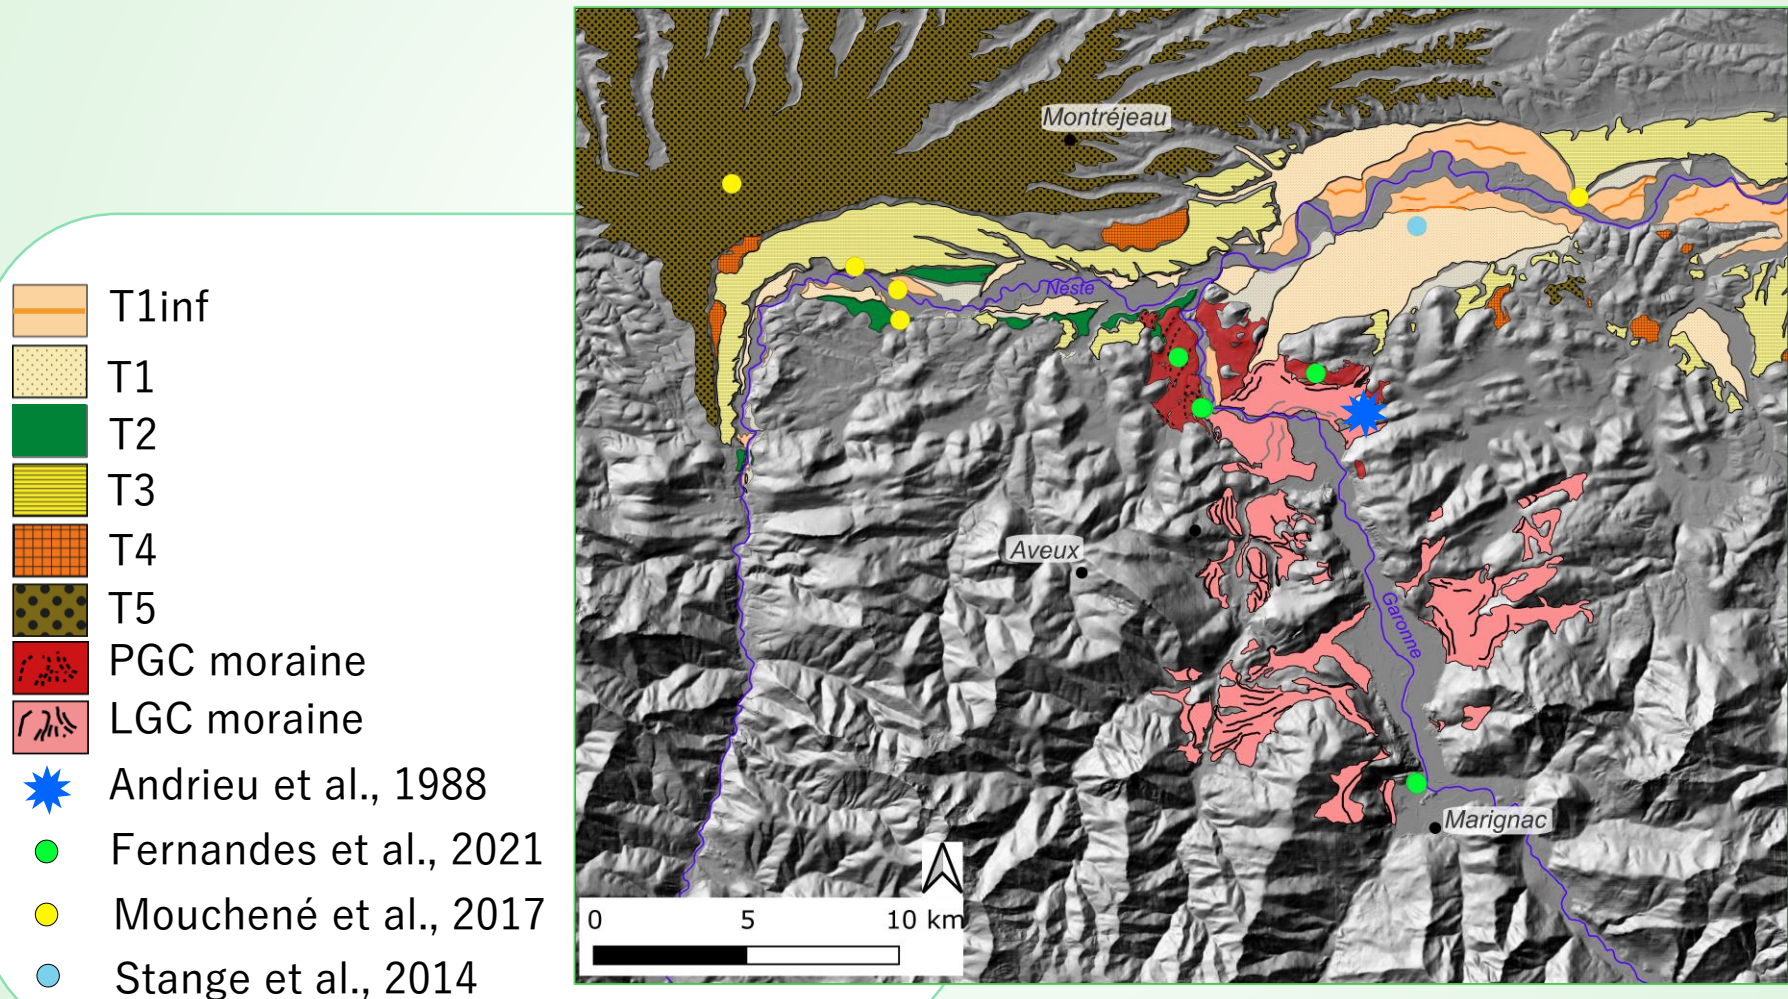 T1inf
T1
T2
T3
T4
T5
PGC moraine
LGC moraine
Andrieu et al., 1988
Fernandes et al., 2021
Mouchené et al., 2017
Stange et al., 2014
Montréjeau
Neste
Aveux
Garonne
Marignac
0 5 10 km